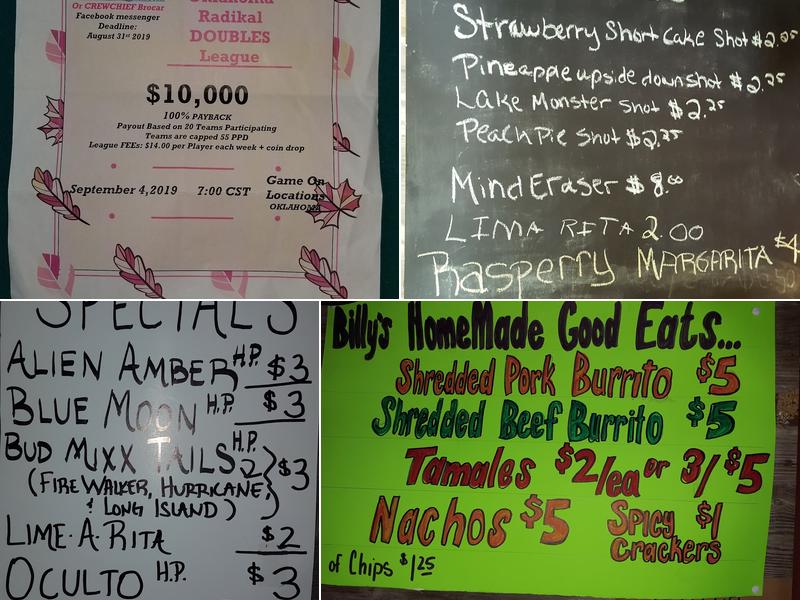 Or CREWCHIEF Brocar
Facebook messenger
Deadline:
August 31st 2019
Oklahoma
Radikal
DOUBLES
League
$10,000
100% PAYBACK
Payout Based on 20 Teams Participating
Teams are capped 55 PPD
League FEEs: $14.00 per Player each week + coin drop
September 4,2019 7:00 CST
Game On
Locations
OKLAHOMA
Strawberry Short Cake Shot $2.25
Pineapple upside down shot $2.25
Lake Monster Shot $2.25
Peach Pie Shot $2.25
Mind Eraser $8.00
LIMA RITA 2.00
Rasperry MARGARITA $4
SPECIALS
ALIEN AMBER H.P. $3
BLUE MOON H.P. $3
BUD MIXX TAILS H.P. $3
(FIRE WALKER, HURRICANE,
& LONG ISLAND)
LIME·A·RITA $2
OCULTO H.P. $3
Billy's HomeMade Good Eats...
Shredded Pork Burrito $5
Shredded Beef Burrito $5
Tamales $2/ea or 3/$5
Nachos $5
Spicy $1
Crackers
of Chips $1.25